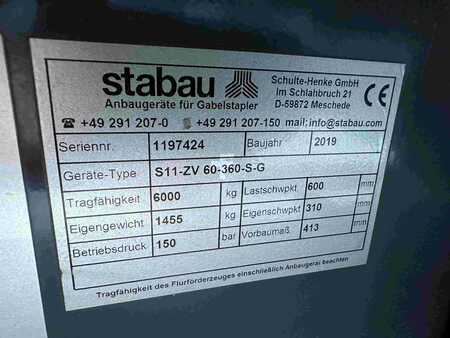 stabau
Anbaugeräte für Gabelstapler
Schulte-Henke GmbH
Im Schlahbruch 21
D-59872 Meschede
CE
☎ +49 291 207-0 +49 291 207-150 mail: info@stabau.com
Seriennr. 1197424 Baujahr 2019
Geräte-Type S11-ZV 60-360-S-G
Tragfähigkeit 6000 kg Lastschwpkt 600 mm
Eigengewicht 1455 kg Eigenschwpkt 310 mm
Betriebsdruck 150 bar Vorbaumaß 413 mm
Tragfähigkeit des Flurförderzeuges einschließlich Anbaugerät beachten